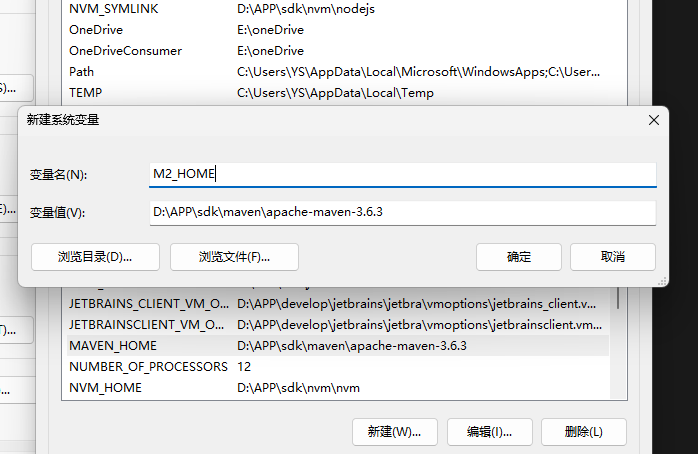 NVM_SYMLINK D:\APP\sdk\nvm\nodejs
OneDrive E:\oneDrive
OneDriveConsumer E:\oneDrive
Path C:\Users\YS\AppData\Local\Microsoft\WindowsApps;C:\User...
TEMP C:\Users\YS\AppData\Local\Temp
S)...
新建系统变量
变量名(N): M2_HOME
E)...
变量值(V): D:\APP\sdk\maven\apache-maven-3.6.3
浏览目录(D)... 浏览文件(F)... 确定 取消
JETBRAINS_CLIENT_VM_O... D:\APP\develop\jetbrains\jetbra\vmoptions\jetbrains_client.v...
JETBRAINSCLIENT_VM_O... D:\APP\develop\jetbrains\jetbra\vmoptions\jetbrainsclient.vm...
T)...
MAVEN_HOME D:\APP\sdk\maven\apache-maven-3.6.3
NUMBER_OF_PROCESSORS 12
NVM_HOME D:\APP\sdk\nvm\nvm
新建(W)... 编辑(I)... 删除(L)